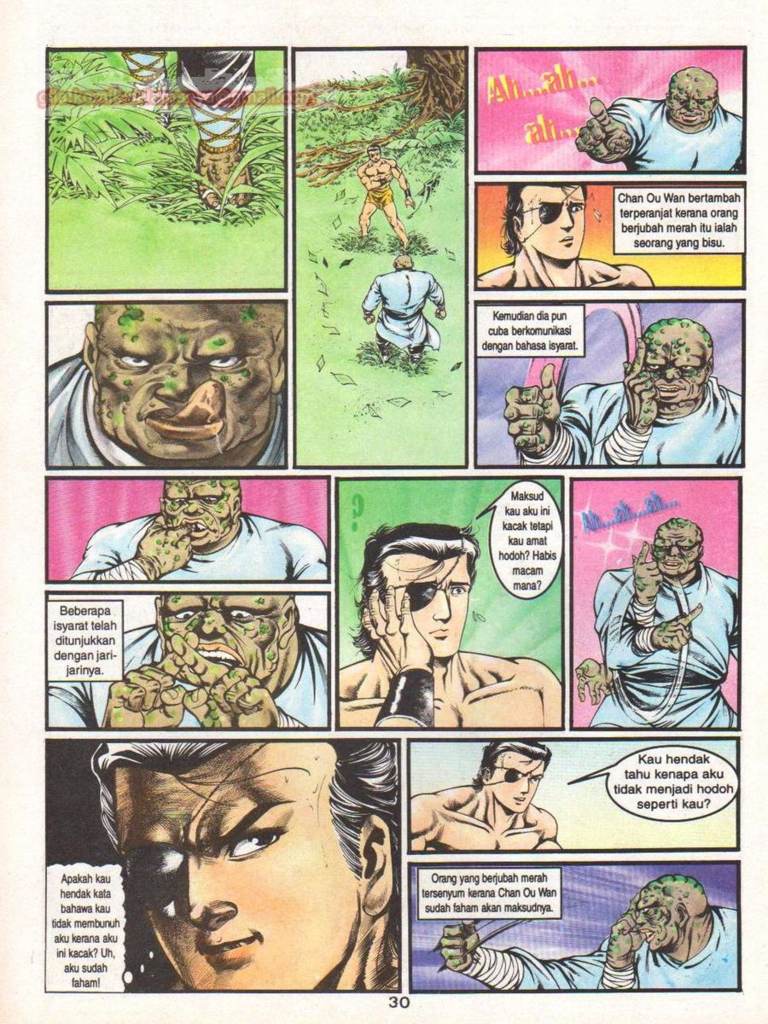 Ah...ah...
ah...
Chan Ou Wan bertambah
terperanjat kerana orang
berjubah merah itu ialah
seorang yang bisu.
Kemudian dia pun
cuba berkomunikasi
dengan bahasa isyarat.
Beberapa
isyarat telah
ditunjukkan
dengan jari-
jarinya.
?
Maksud
kau aku ini
kacak tetapi
kau amat
hodoh? Habis
macam
mana?
Ah...ah...ah...
Apakah kau
hendak kata
bahawa kau
tidak membunuh
aku kerana aku
ini kacak? Uh,
aku sudah
faham!
Kau hendak
tahu kenapa aku
tidak menjadi hodoh
seperti kau?
Orang yang berjubah merah
tersenyum kerana Chan Ou Wan
sudah faham akan maksudnya.
30